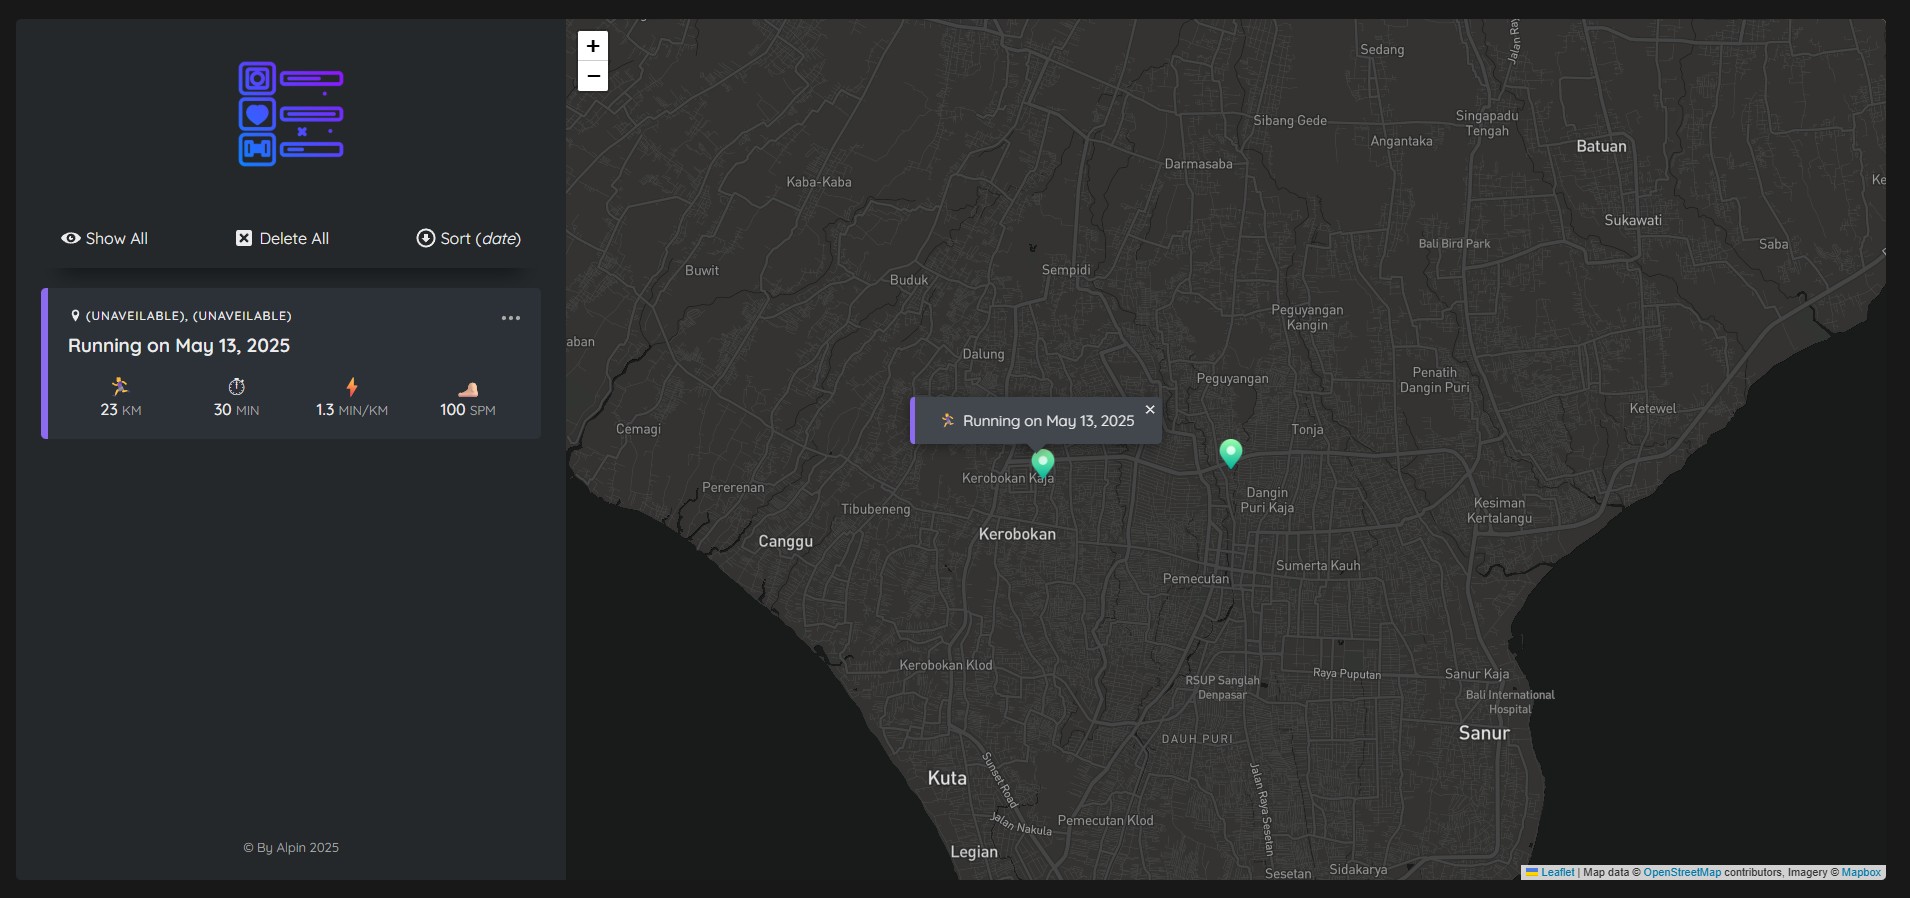 Show All
Delete All
Sort (date)
(UNAVEILABLE), (UNAVEILABLE)
Running on May 13, 2025
23 KM
30 MIN
1.3 MIN/KM
100 SPM
© By Alpin 2025
+
−
Sedang
Jalan Ray
Sibang Gede
Singapadu
Tengah
Angantaka
Batuan
Darmasaba
Kaba-Kaba
Ke
Sukawati
Bali Bird Park
Saba
Buwit
Buduk
Sempidi
Peguyangan
Kangin
aban
Dalung
Peguyangan
Penatih
Dangin Puri
Running on May 13, 2025
×
Ketewel
Cemagi
Tonja
Kerobokan Kaja
Pererenan
Dangin
Puri Kaja
Tibubeneng
Kesiman
Kertalangu
Kerobokan
Canggu
Sumerta Kauh
Pemecutan
Kerobokan Klod
Raya Puputan
Sanur Kaja
RSUP Sanglah
Denpasar
Bali International
Hospital
DAUH PURI
Sanur
Kuta
Sunset Road
Jalan Raya Sesetan
Jalan Nakula
Pemecutan Klod
Legian
Sesetan
Sidakarya
Leaflet | Map data © OpenStreetMap contributors, Imagery © Mapbox